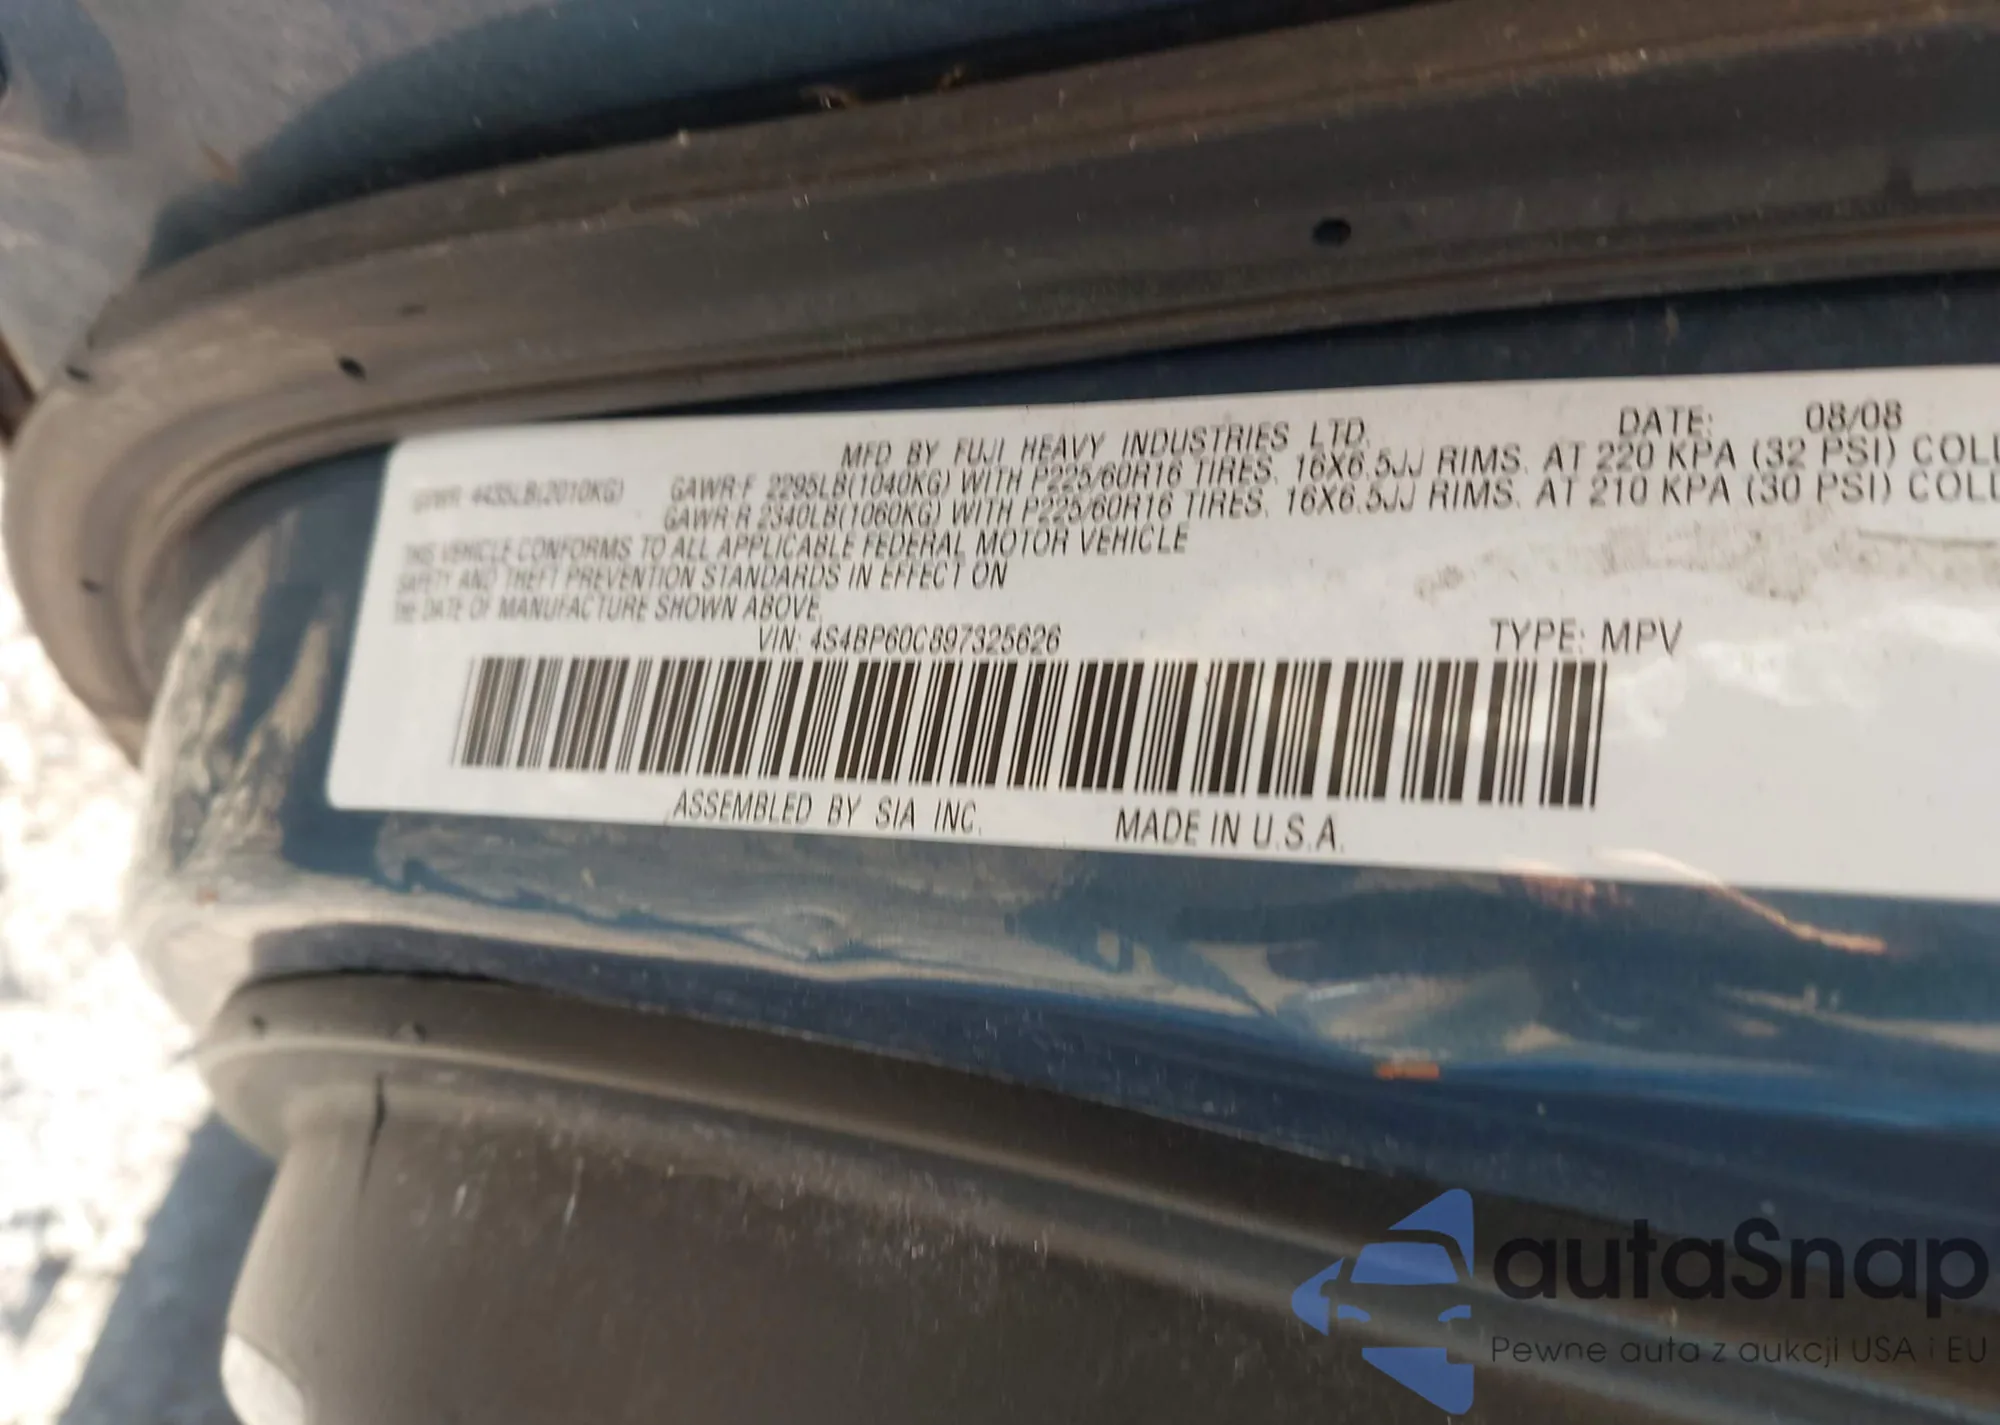 MFD BY FUJI HEAVY INDUSTRIES LTD. DATE: 08/08
GVWR 4435LB(2010KG) GAWR:F 2295LB(1040KG) WITH P225/60R16 TIRES, 16X6.5JJ RIMS. AT 220 KPA (32 PSI) COLD
GAWR:R 2340LB(1060KG) WITH P225/60R16 TIRES, 16X6.5JJ RIMS. AT 210 KPA (30 PSI) COLD
THIS VEHICLE CONFORMS TO ALL APPLICABLE FEDERAL MOTOR VEHICLE
SAFETY AND THEFT PREVENTION STANDARDS IN EFFECT ON
THE DATE OF MANUFACTURE SHOWN ABOVE.
VIN: 4S4BP60C897325626 TYPE: MPV
ASSEMBLED BY SIA INC. MADE IN U.S.A.
autaSnap
Pewne auta z aukcji USA i EU